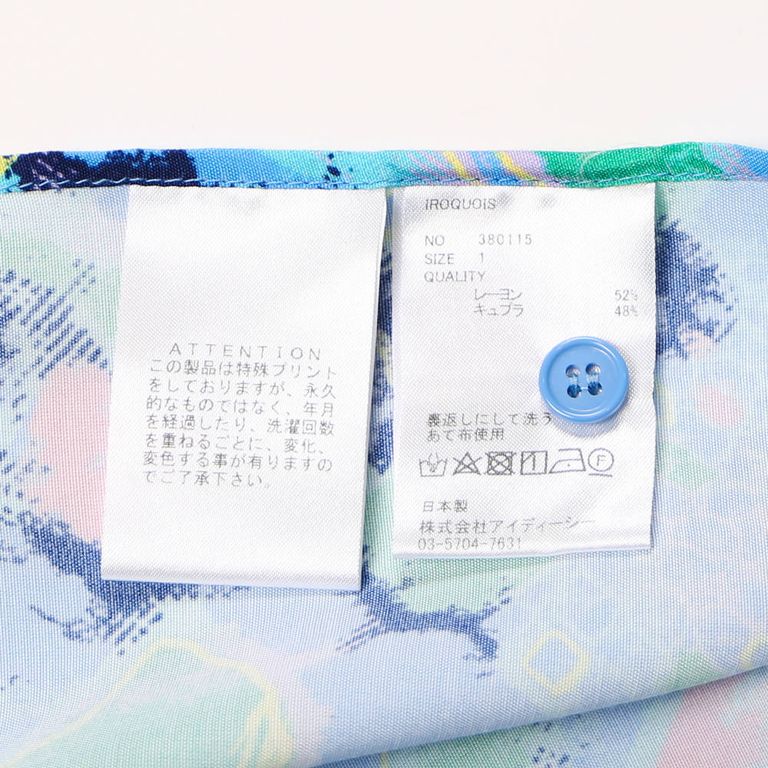 ATTENTION
この製品は特殊プリント
をしておりますが、永久
的なものではなく、年月
を経過したり、洗濯回数
を重ねるごとに、変化、
変色する事が有りますの
でご了承下さい。
IROQUOIS
NO 380115
SIZE 1
QUALITY
レーヨン 52%
キュプラ 48%
裏返しにして洗う
あて布使用
日本製
株式会社アイディーシー
03-5704-7631